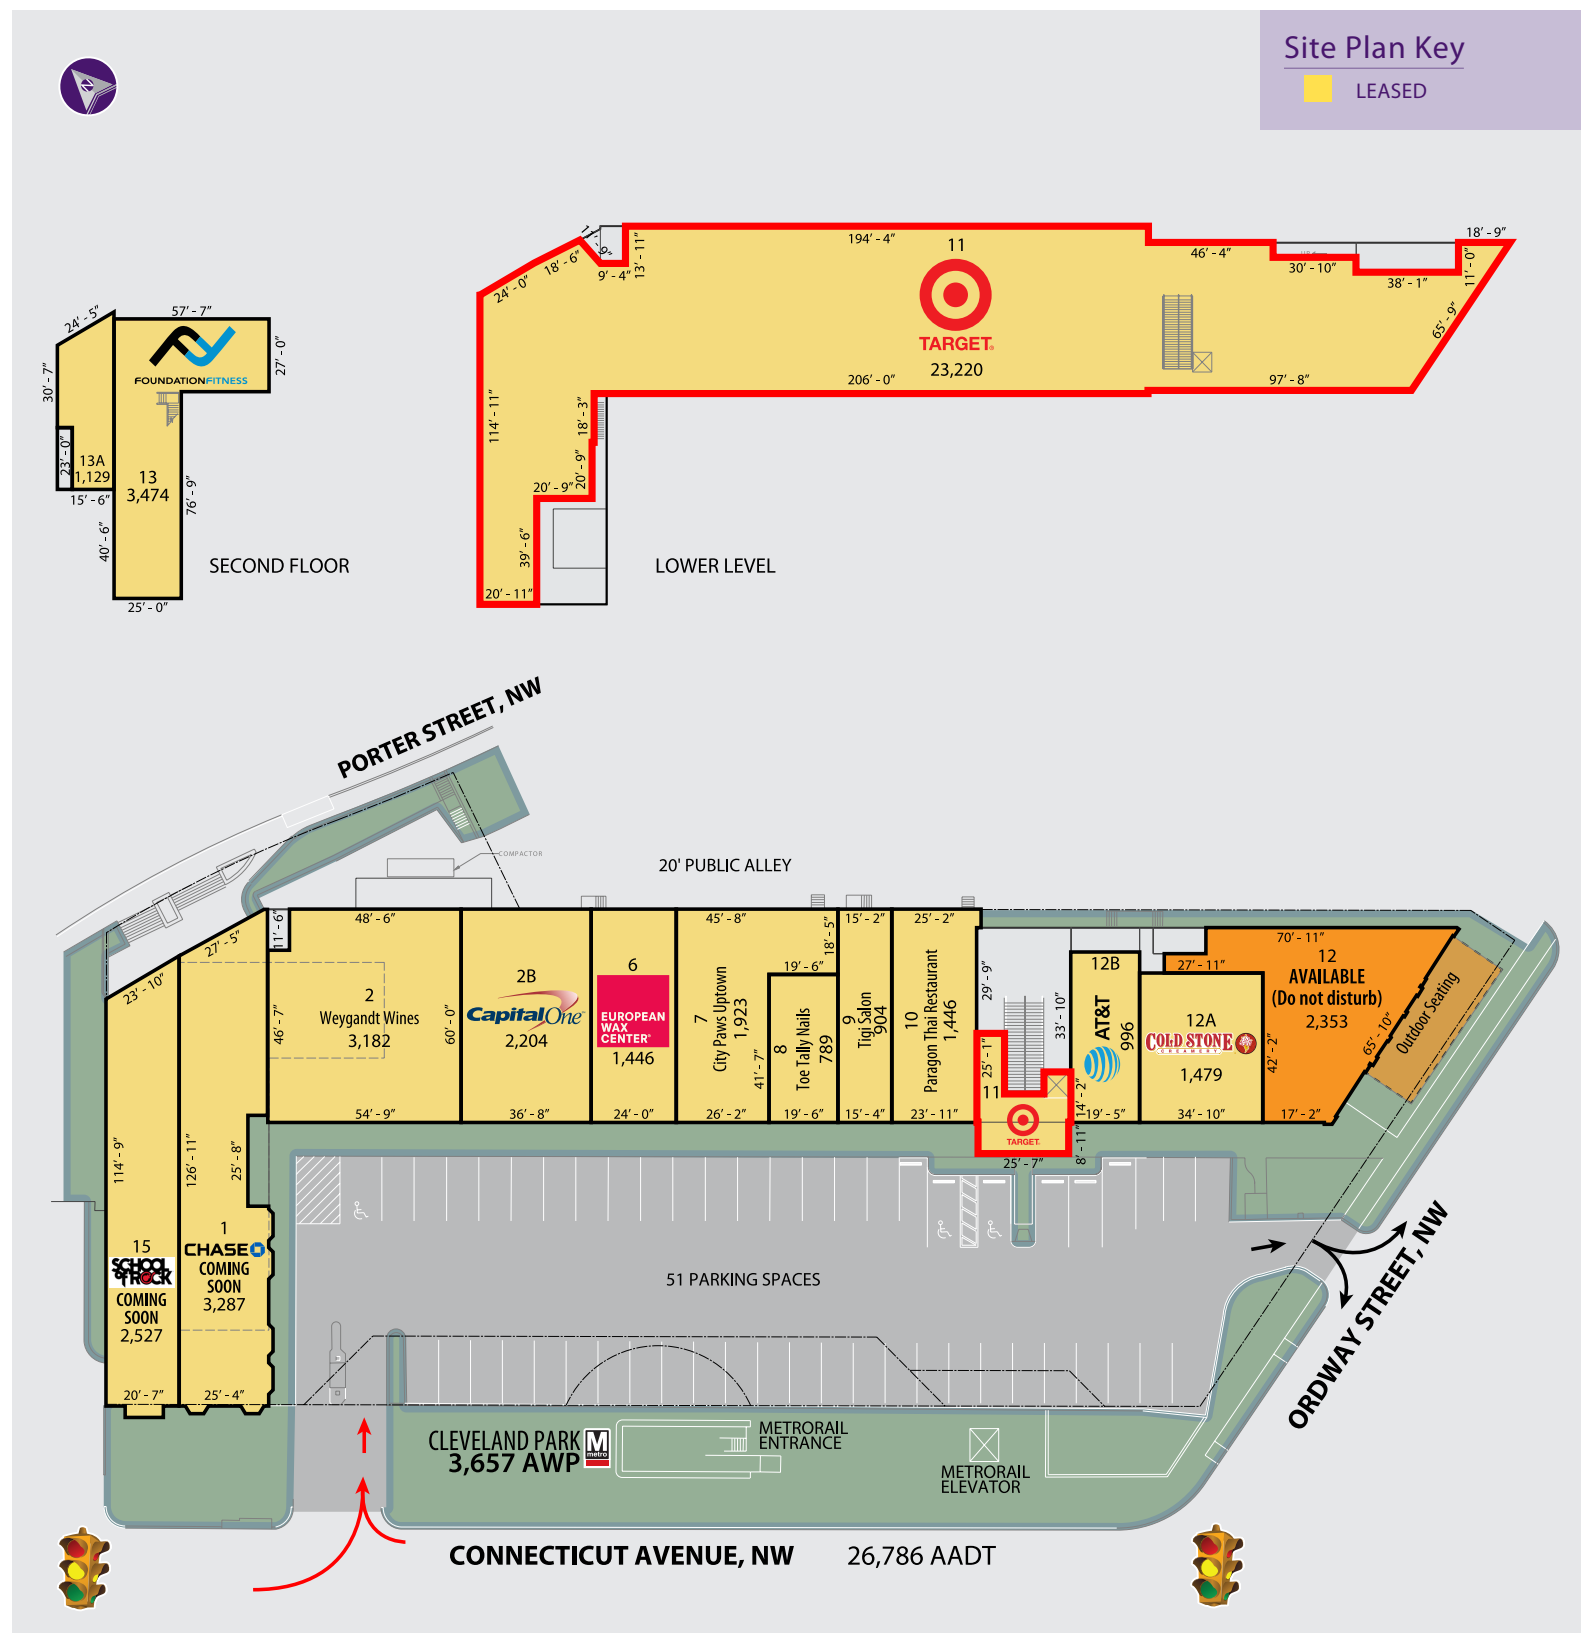 Site Plan Key
LEASED
N
24' - 5"
57' - 7"
27' - 0"
30' - 7"
FOUNDATIONFITNESS
23' - 0"
13A
1,129
13
3,474
15' - 6"
76' - 9"
40' - 6"
25' - 0"
SECOND FLOOR
11' - 9"
18' - 6"
24' - 0"
9' - 4"
13' - 11"
194' - 4"
11
TARGET
23,220
46' - 4"
30' - 10"
38' - 1"
18' - 9"
11' - 0"
65' - 9"
206' - 0"
97' - 8"
114' - 11"
18' - 3"
20' - 9"
20' - 9"
39' - 6"
20' - 11"
LOWER LEVEL
PORTER STREET, NW
COMPACTOR
20' PUBLIC ALLEY
23' - 10"
27' - 5"
11' - 6"
48' - 6"
45' - 8"
18' - 5"
15' - 2"
25' - 2"
70' - 11"
27' - 11"
46' - 7"
2
Weygandt Wines
3,182
60' - 0"
54' - 9"
2B
CapitalOne
2,204
36' - 8"
6
EUROPEAN
WAX
CENTER
1,446
24' - 0"
7
City Paws Uptown
1,923
26' - 2"
19' - 6"
41' - 7"
8
Toe Tally Nails
789
19' - 6"
9
Tiqi Salon
904
15' - 4"
10
Paragon Thai Restaurant
1,446
23' - 11"
29' - 9"
33' - 10"
25' - 1"
11
TARGET
14' - 2"
8' - 11"
25' - 7"
12B
AT&T
996
19' - 5"
12A
COLD STONE
CREAMERY
1,479
34' - 10"
42' - 2"
12
AVAILABLE
(Do not disturb)
2,353
65' - 10"
17' - 2"
Outdoor Seating
114' - 9"
126' - 11"
25' - 8"
15
SCHOOL
of ROCK
COMING
SOON
2,527
20' - 7"
1
CHASE
COMING
SOON
3,287
25' - 4"
51 PARKING SPACES
ORDWAY STREET, NW
CLEVELAND PARK
3,657 AWP
M
metro
METRORAIL
ENTRANCE
METRORAIL
ELEVATOR
CONNECTICUT AVENUE, NW 26,786 AADT